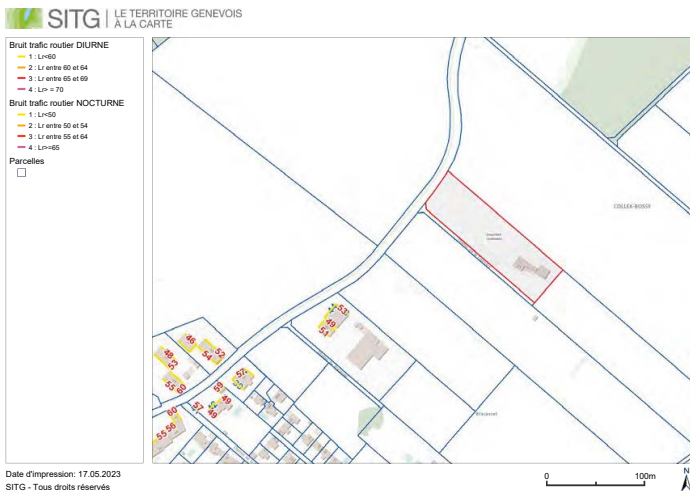 SITG
LE TERRITOIRE GENEVOIS
À LA CARTE
Bruit trafic routier DIURNE
1 : Lr<60
2 : Lr entre 60 et 64
3 : Lr entre 65 et 69
4 : Lr> = 70
Bruit trafic routier NOCTURNE
1 : Lr<50
2 : Lr entre 50 et 54
3 : Lr entre 55 et 64
4 : Lr>=65
Parcelles
COLLEX-BOSSY
53
49
51
46
52
54
48
53
55
60
57
59
49
49
57
60
56
55
Date d'impression: 17.05.2023
SITG - Tous droits réservés
0
100m
N